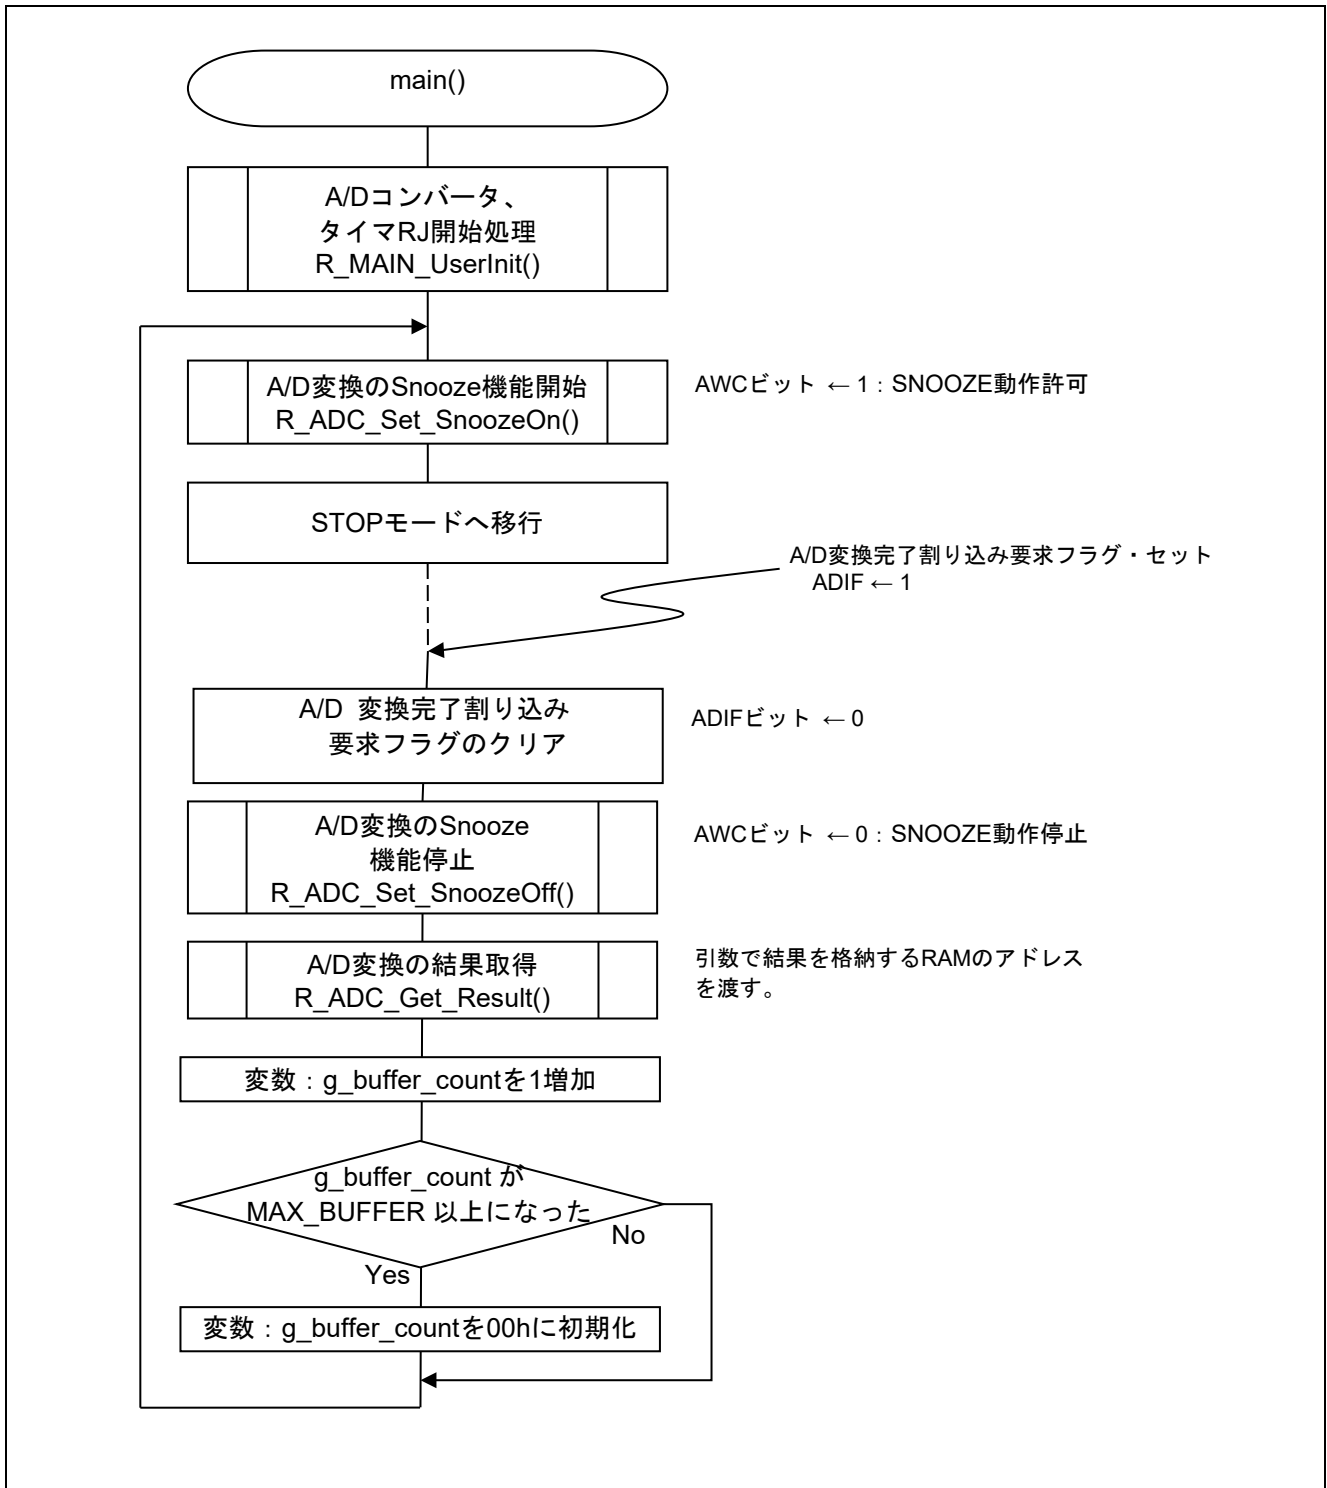 main()
A/Dコンバータ、
タイマRJ開始処理
R_MAIN_UserInit()
A/D変換のSnooze機能開始
R_ADC_Set_SnoozeOn()
AWCビット ← 1：SNOOZE動作許可
STOPモードへ移行
A/D変換完了割り込み要求フラグ・セット
ADIF ← 1
A/D 変換完了割り込み
要求フラグのクリア
ADIFビット ← 0
A/D変換のSnooze
機能停止
R_ADC_Set_SnoozeOff()
AWCビット ← 0：SNOOZE動作停止
A/D変換の結果取得
R_ADC_Get_Result()
引数で結果を格納するRAMのアドレス
を渡す。
変数：g_buffer_countを1増加
g_buffer_count が
MAX_BUFFER 以上になった
No
Yes
変数：g_buffer_countを00hに初期化